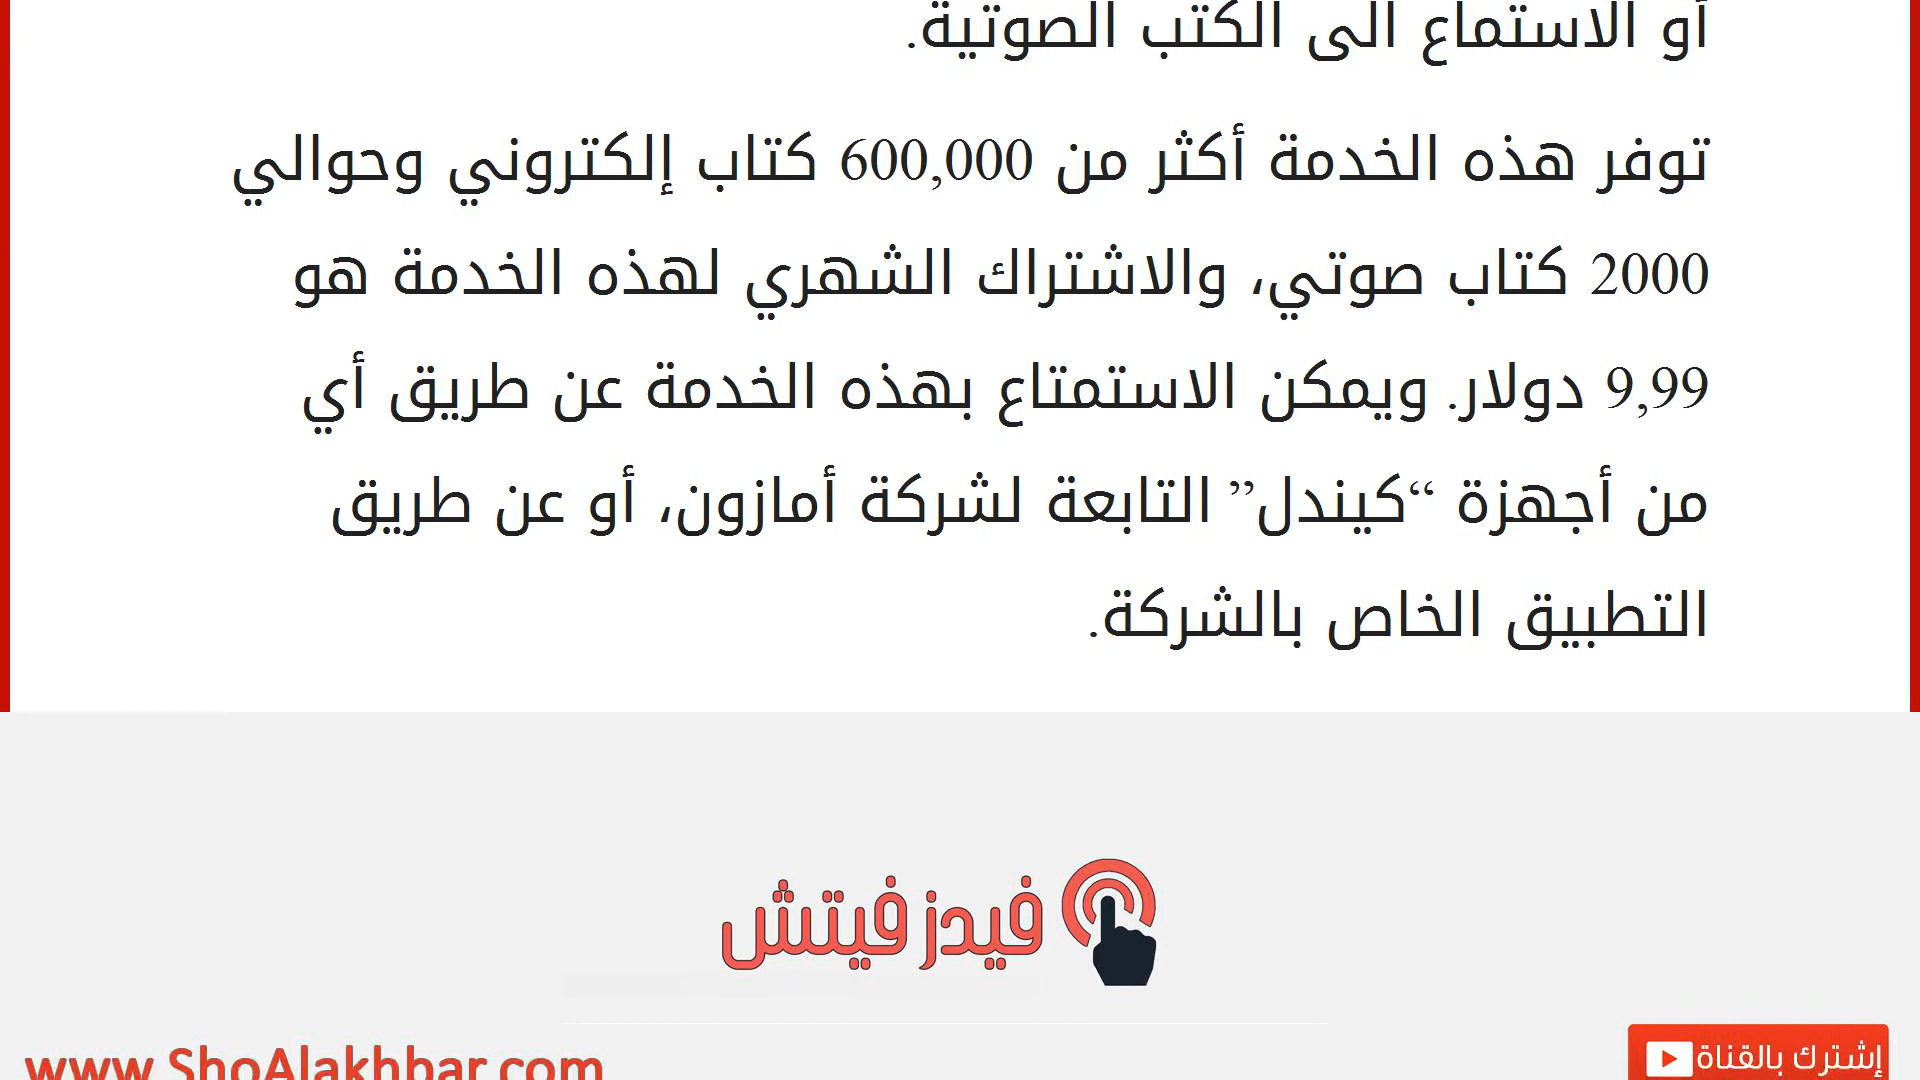 أو الاستماع الى الكتب الصوتية.
توفر هذه الخدمة أكثر من 600,000 كتاب إلكتروني وحوالي
2000 كتاب صوتي، والاشتراك الشهري لهذه الخدمة هو
9,99 دولار. ويمكن الاستمتاع بهذه الخدمة عن طريق أي
من أجهزة “كيندل” التابعة لشركة أمازون، أو عن طريق
التطبيق الخاص بالشركة.
فيدز فيتش
www.ShoAlakhbar.com
إشترك بالقناة